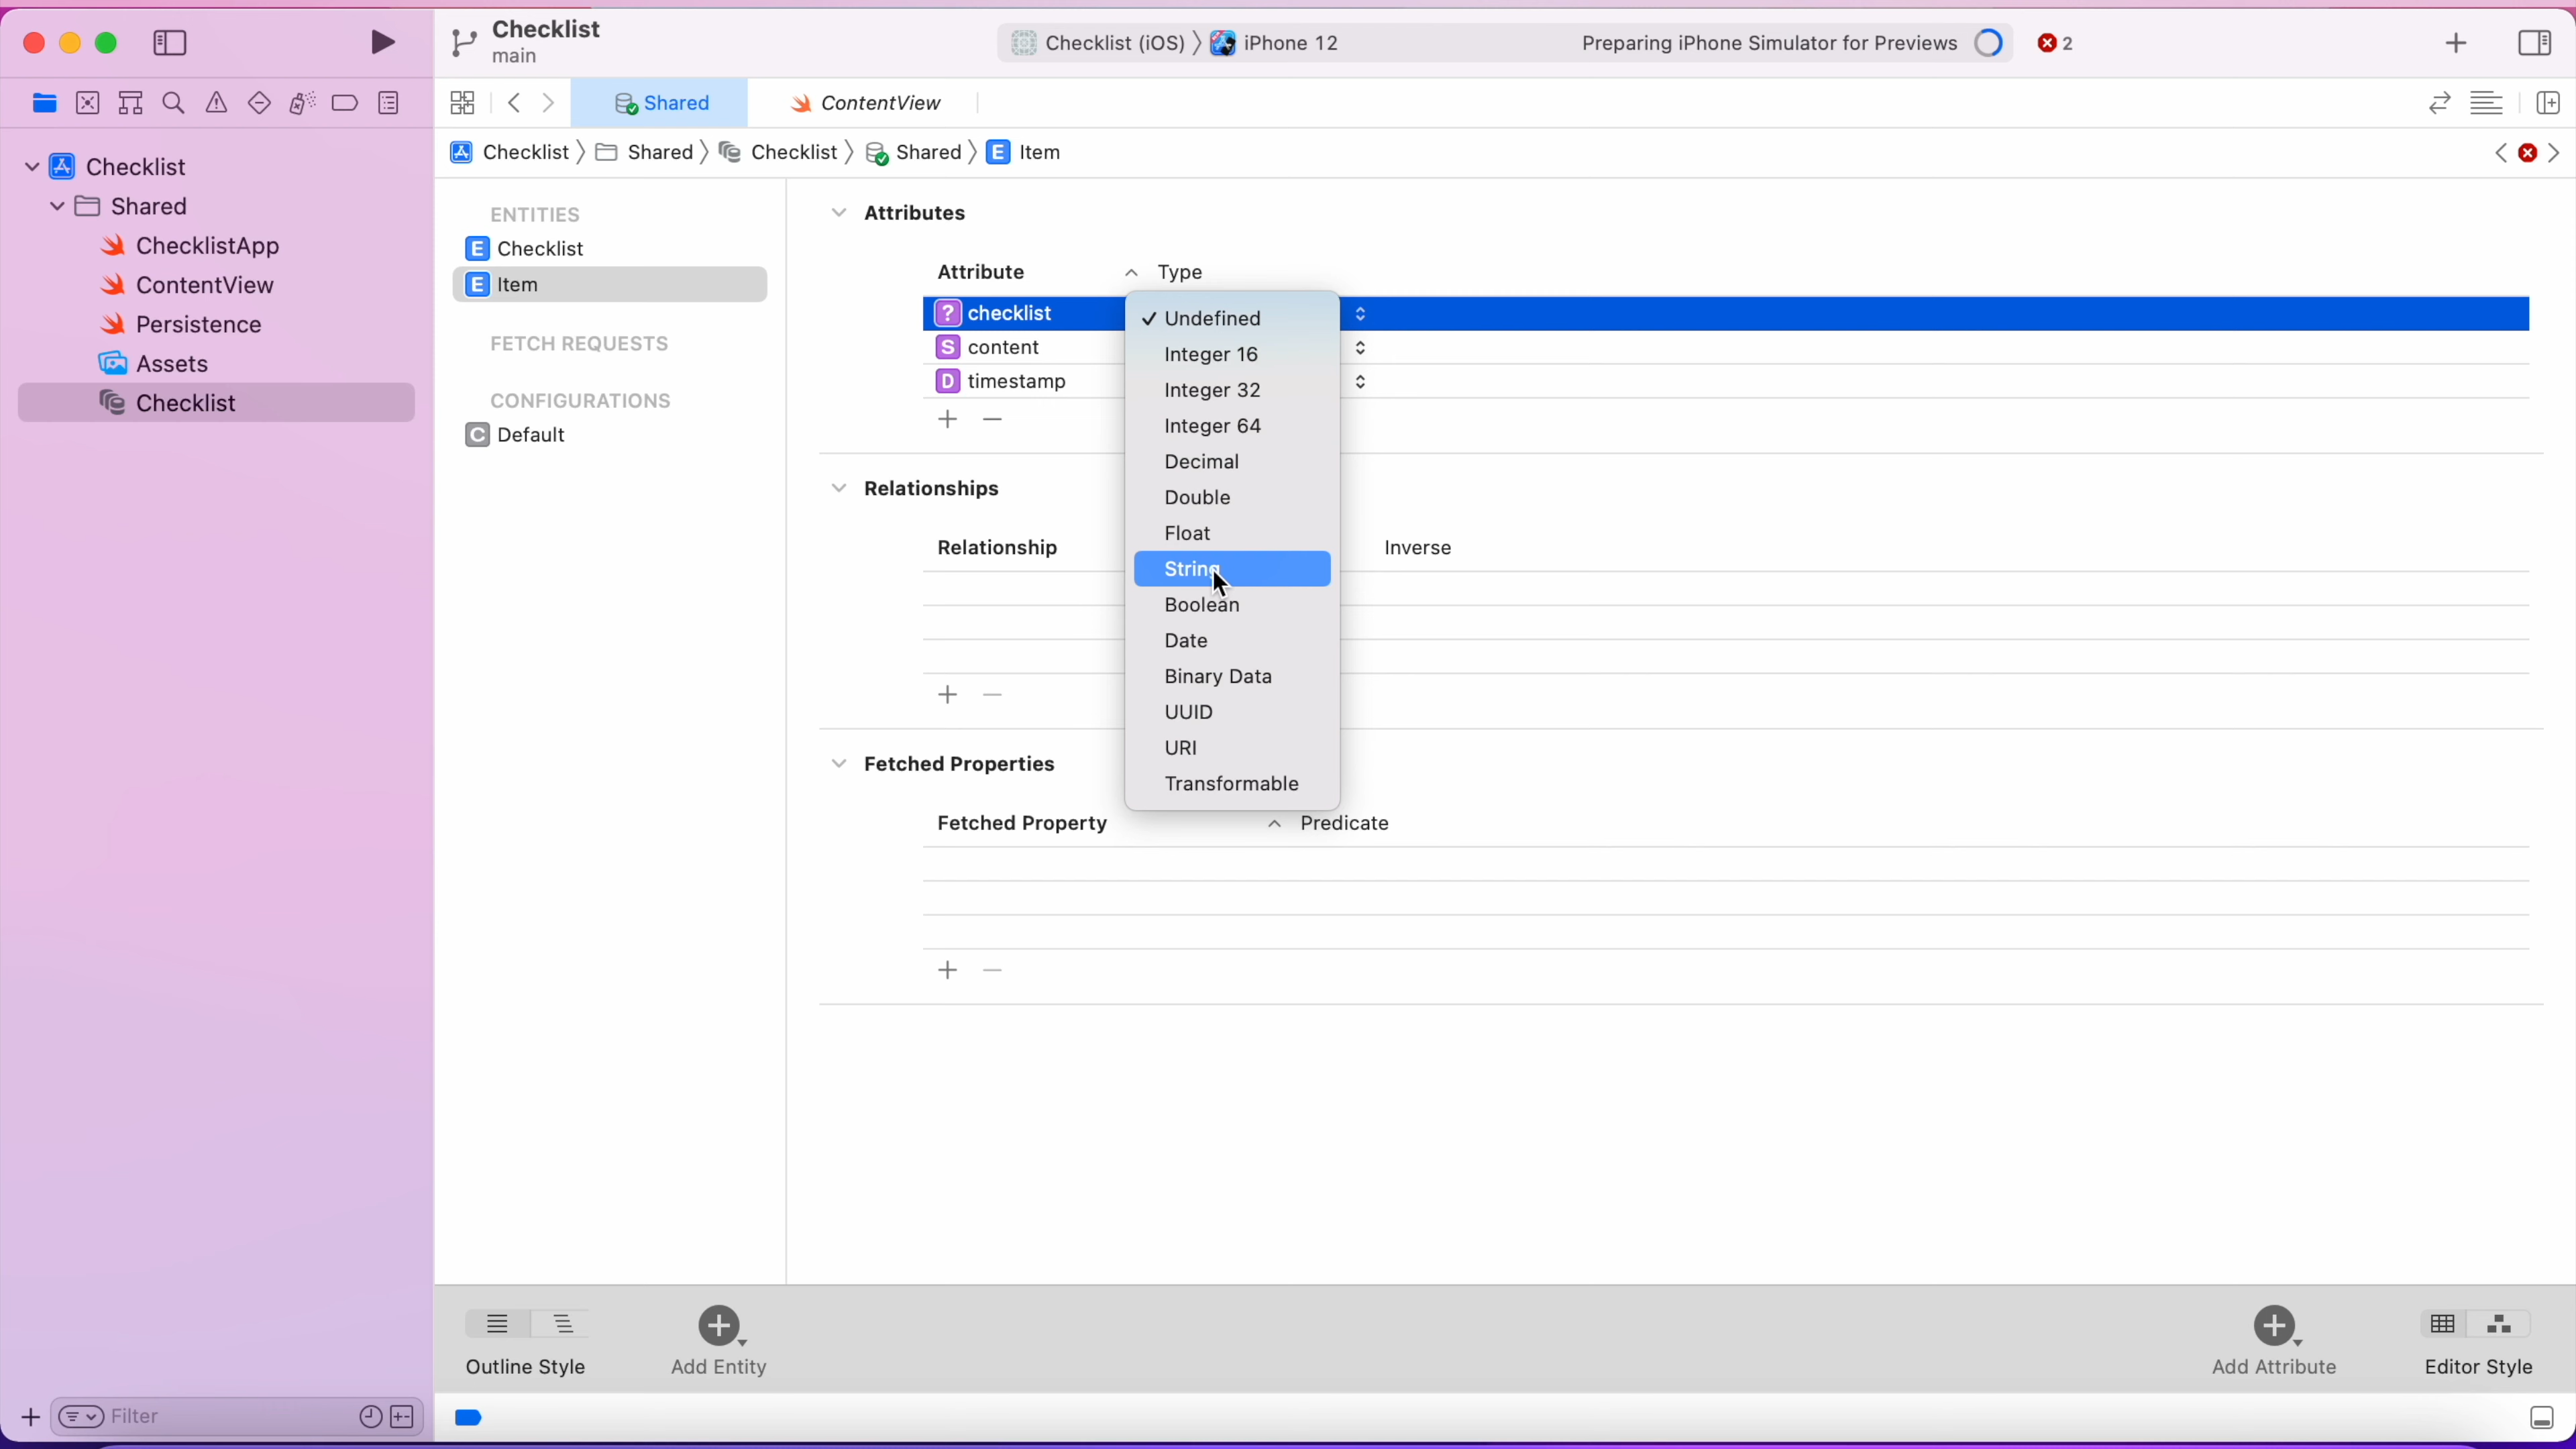 Checklist
main
Checklist (iOS) 〉 iPhone 12
Preparing iPhone Simulator for Previews
2
Shared
ContentView
Checklist 〉 Shared 〉 Checklist 〉 Shared 〉 E Item
Checklist
Shared
ChecklistApp
ContentView
Persistence
Assets
Checklist
ENTITIES
E Checklist
E Item
FETCH REQUESTS
CONFIGURATIONS
C Default
Attributes
Attribute Type
? checklist
S content
D timestamp
Undefined
Integer 16
Integer 32
Integer 64
Decimal
Double
Float
String
Boolean
Date
Binary Data
UUID
URI
Transformable
Relationships
Relationship Inverse
Fetched Properties
Fetched Property Predicate
Outline Style
Add Entity
Add Attribute
Editor Style
Filter